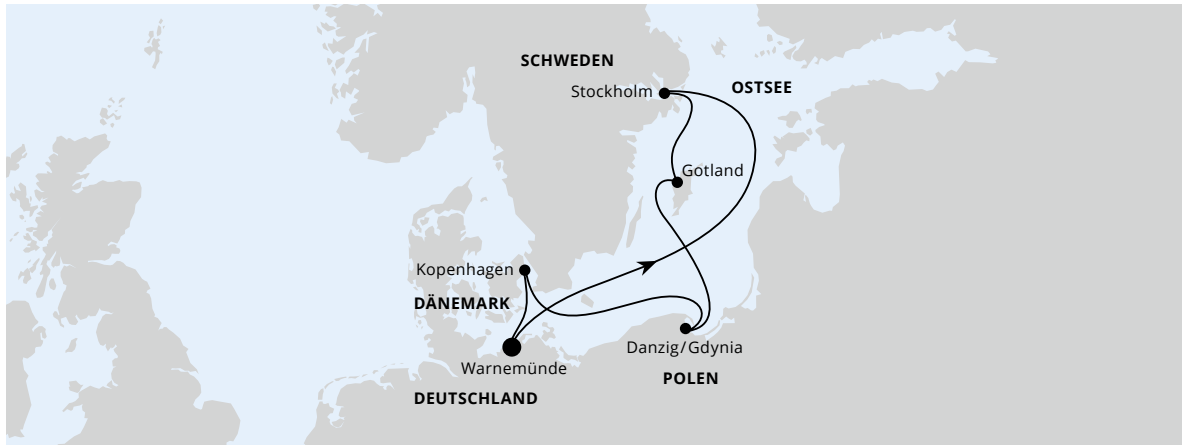 SCHWEDEN
OSTSEE
Stockholm
Gotland
Kopenhagen
DÄNEMARK
Danzig/Gdynia
Warnemünde
POLEN
DEUTSCHLAND